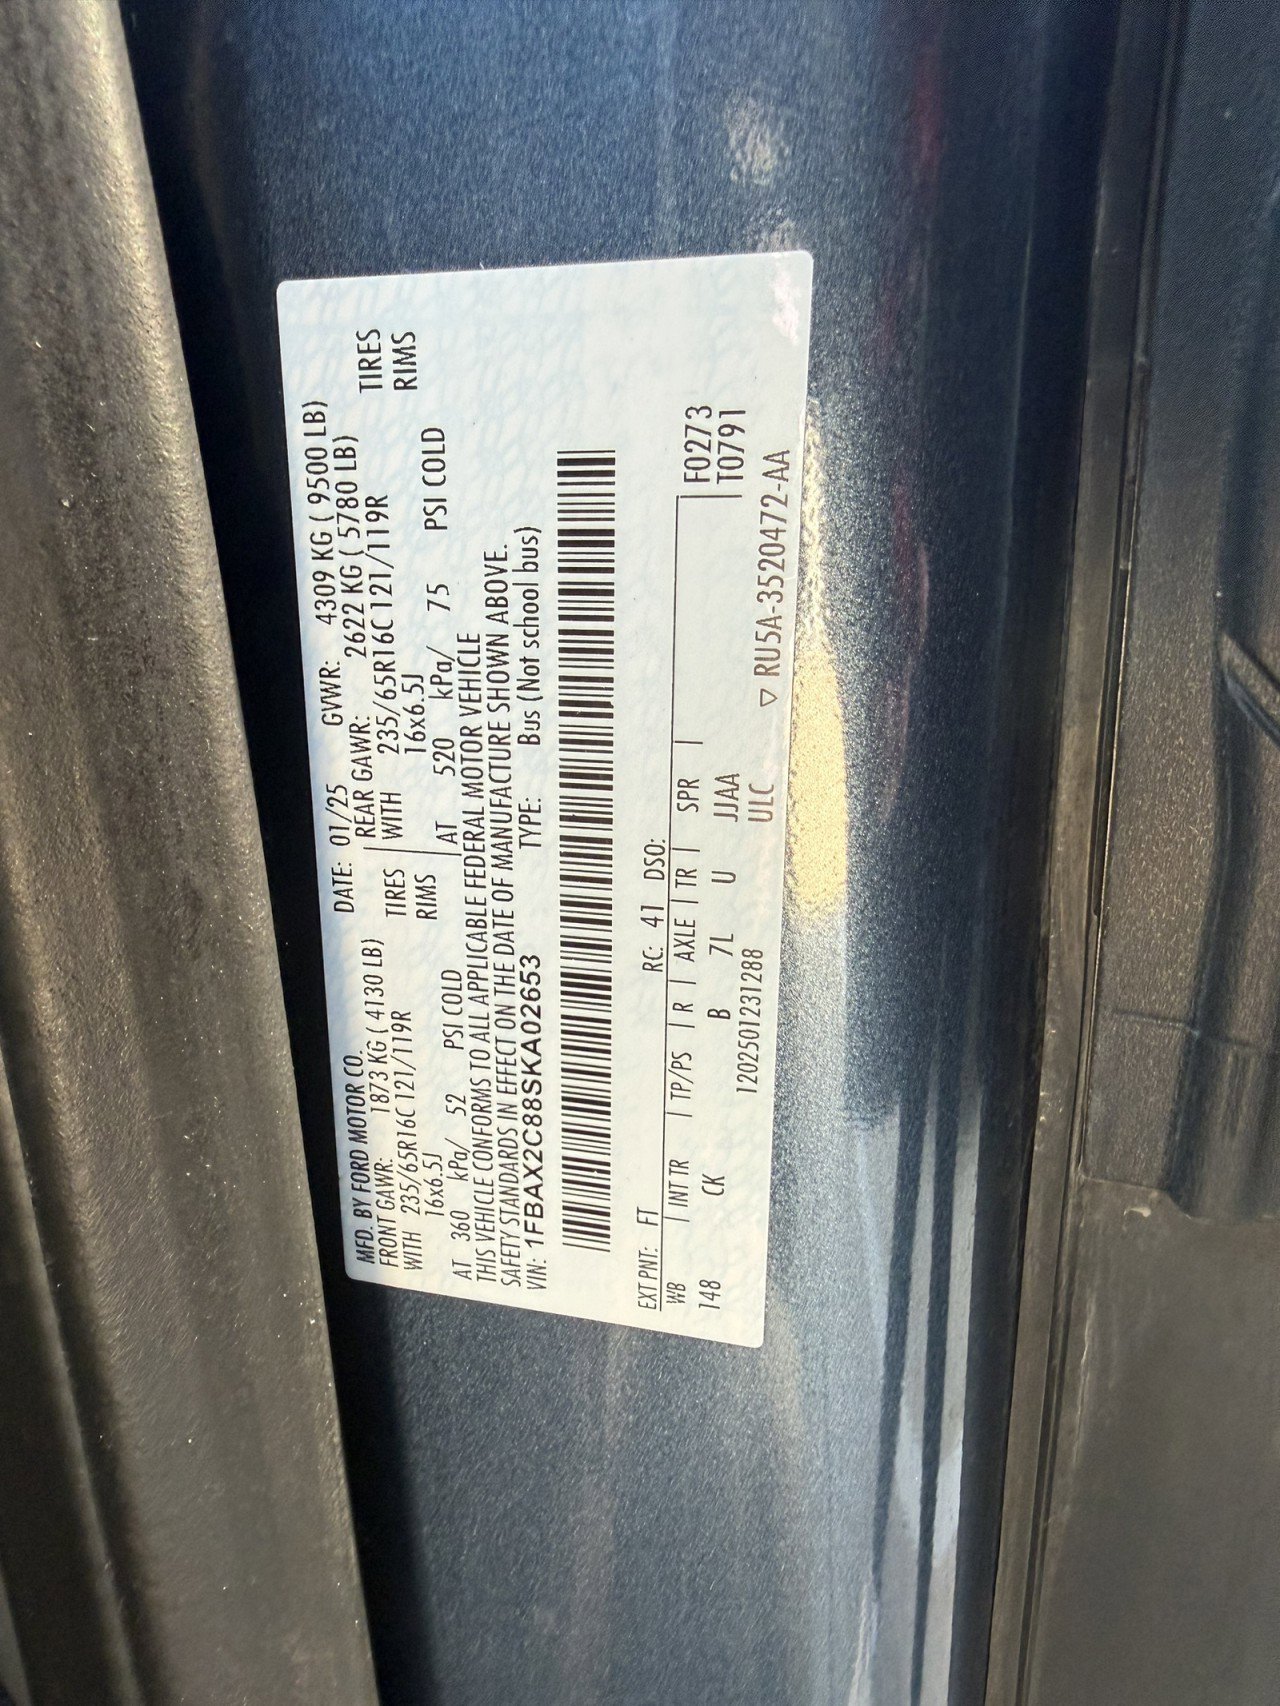 MFD. BY FORD MOTOR CO.
DATE: 01/25 GVWR: 4309 KG ( 9500 LB)
FRONT GAWR: 1873 KG ( 4130 LB)
REAR GAWR: 2622 KG ( 5780 LB)
WITH 235/65R16C 121/119R TIRES
WITH 235/65R16C 121/119R TIRES
16x6.5J RIMS
16x6.5J RIMS
AT 360 kPa/ 52 PSI COLD
AT 520 kPa/ 75 PSI COLD
THIS VEHICLE CONFORMS TO ALL APPLICABLE FEDERAL MOTOR VEHICLE
SAFETY STANDARDS IN EFFECT ON THE DATE OF MANUFACTURE SHOWN ABOVE.
VIN: 1FBAX2C88SKA02653 TYPE: Bus (Not school bus)
EXT PNT: FT RC: 41 DSO:
WB | INT TR | TP/PS | R | AXLE | TR | SPR | F0273
148 CK B 7L U JJAA T0791
1202501231288 ULC
▽ RU5A-3520472-AA